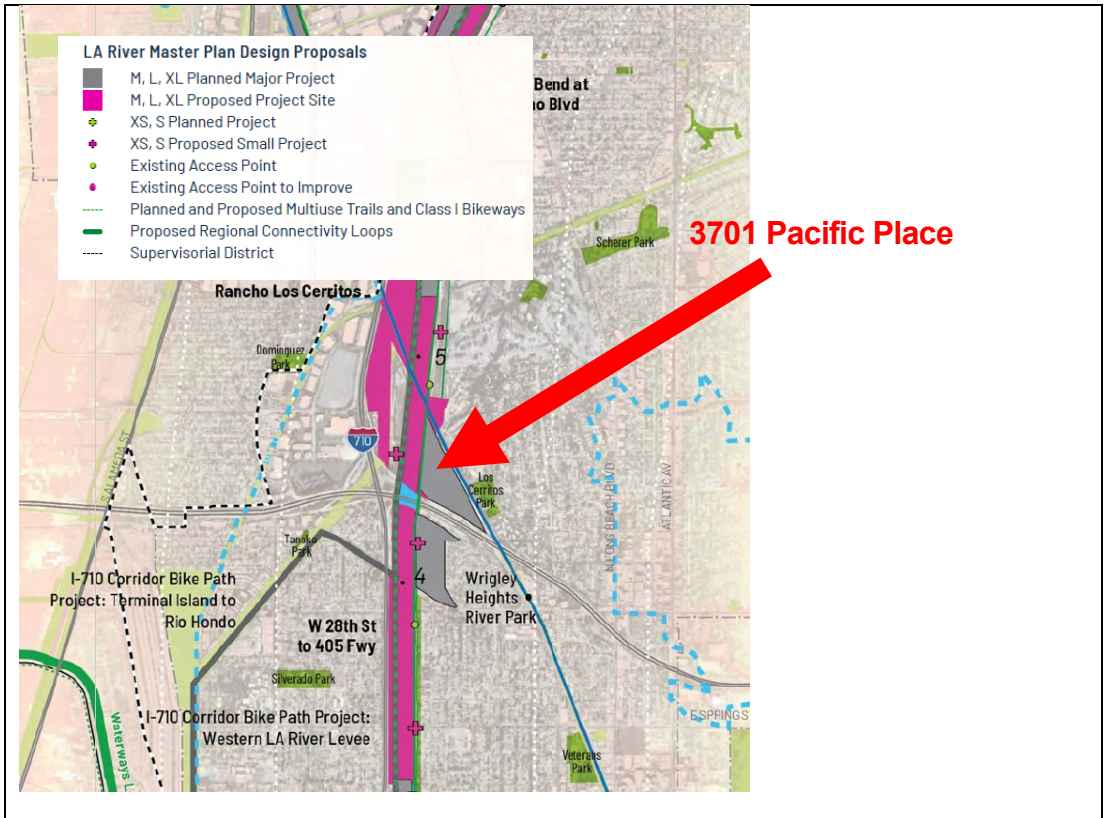 LA River Master Plan Design Proposals
M, L, XL Planned Major Project
M, L, XL Proposed Project Site
XS, S Planned Project
XS, S Proposed Small Project
Existing Access Point
Existing Access Point to Improve
Planned and Proposed Multiuse Trails and Class I Bikeways
Proposed Regional Connectivity Loops
Supervisorial District
Bend at
Blvd
Scherer Park
3701 Pacific Place
Rancho Los Cerritos
Dominguez
Park
5
710
S ALAMEDA ST
Los
Cerritos
Park
N LONG BEACH BLVD
ATLANTIC AV
Tanaka
Park
4
I-710 Corridor Bike Path
Project: Terminal Island to
Rio Hondo
Wrigley
Heights
River Park
W 28th St
to 405 Fwy
Silverado Park
I-710 Corridor Bike Path Project:
Western LA River Levee
E SPRING S
Waterways L
Veterans
Park